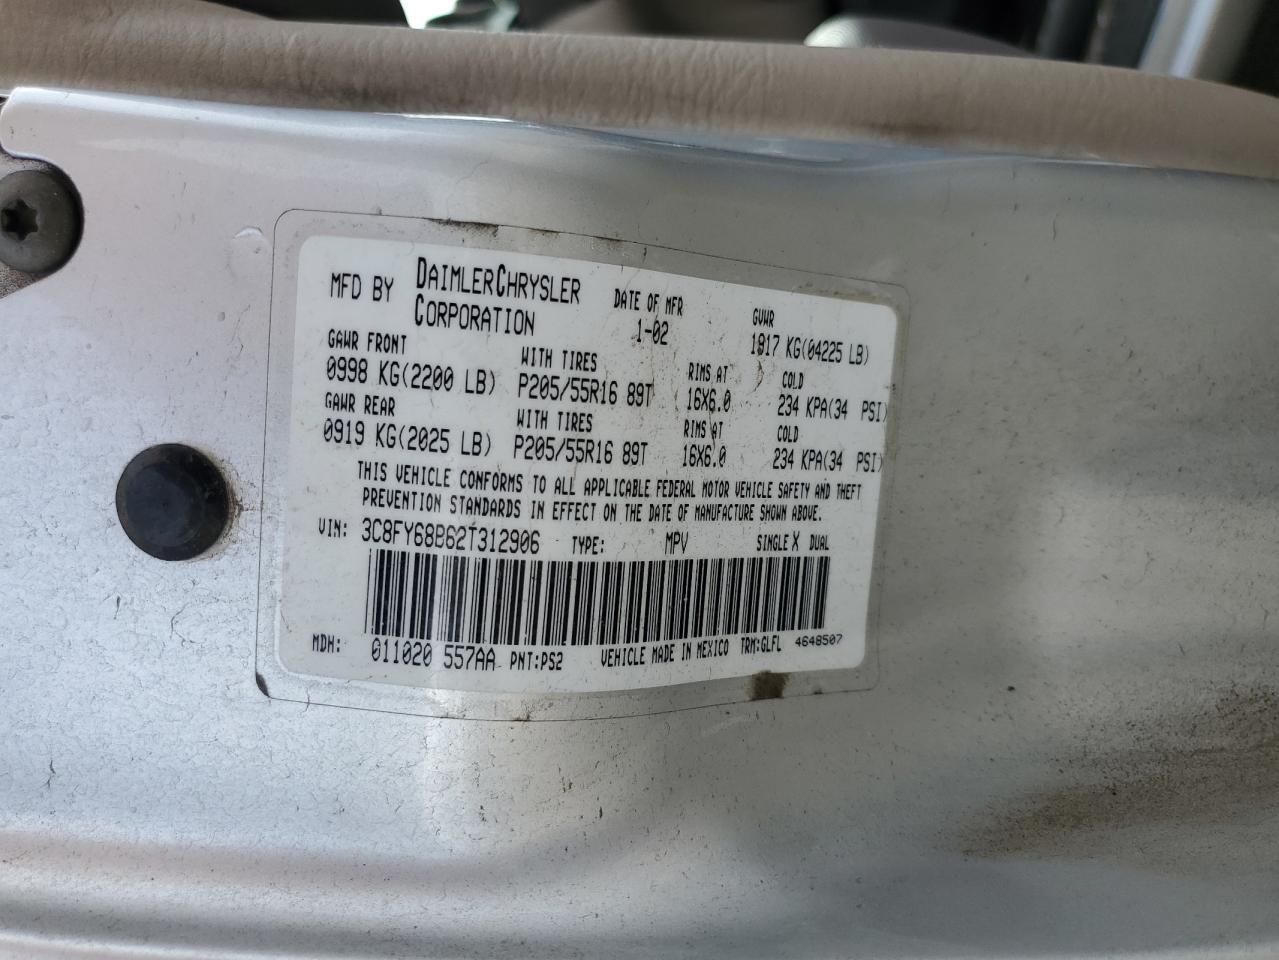 MFD BY DAIMLERCHRYSLER CORPORATION DATE OF MFR 1-02 GVWR 1917 KG(04225 LB)
GAWR FRONT WITH TIRES RIMS AT COLD
0998 KG(2200 LB) P205/55R16 89T 16X6.0 234 KPA(34 PSI)
GAWR REAR WITH TIRES RIMS AT COLD
0919 KG(2025 LB) P205/55R16 89T 16X6.0 234 KPA(34 PSI)
THIS VEHICLE CONFORMS TO ALL APPLICABLE FEDERAL MOTOR VEHICLE SAFETY AND THEFT
PREVENTION STANDARDS IN EFFECT ON THE DATE OF MANUFACTURE SHOWN ABOVE.
VIN: 3C8FY68B62T312906 TYPE: MPV SINGLE X DUAL
MDH: 011020 557AA PNT:PS2 VEHICLE MADE IN MEXICO TRM:GLFL 4648507